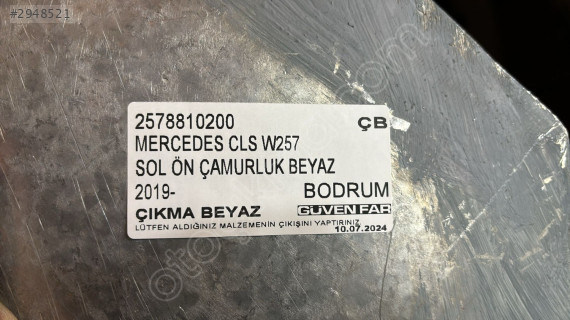 #2948521
2578810200 ÇB
MERCEDES CLS W257
SOL ÖN ÇAMURLUK BEYAZ
2019- BODRUM
ÇIKMA BEYAZ GÜVEN FAR
LÜTFEN ALDIĞINIZ MALZEMENİN ÇIKIŞINI YAPTIRINIZ
10.07.2024